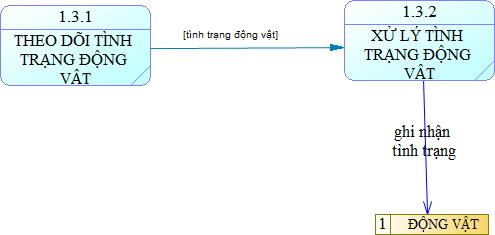 1.3.1
THEO DÕI TÌNH
TRẠNG ĐỘNG
VẬT
[tình trạng động vật]
1.3.2
XỬ LÝ TÌNH
TRẠNG ĐỘNG
VẬT
ghi nhận
tình trạng
1 ĐỘNG VẬT